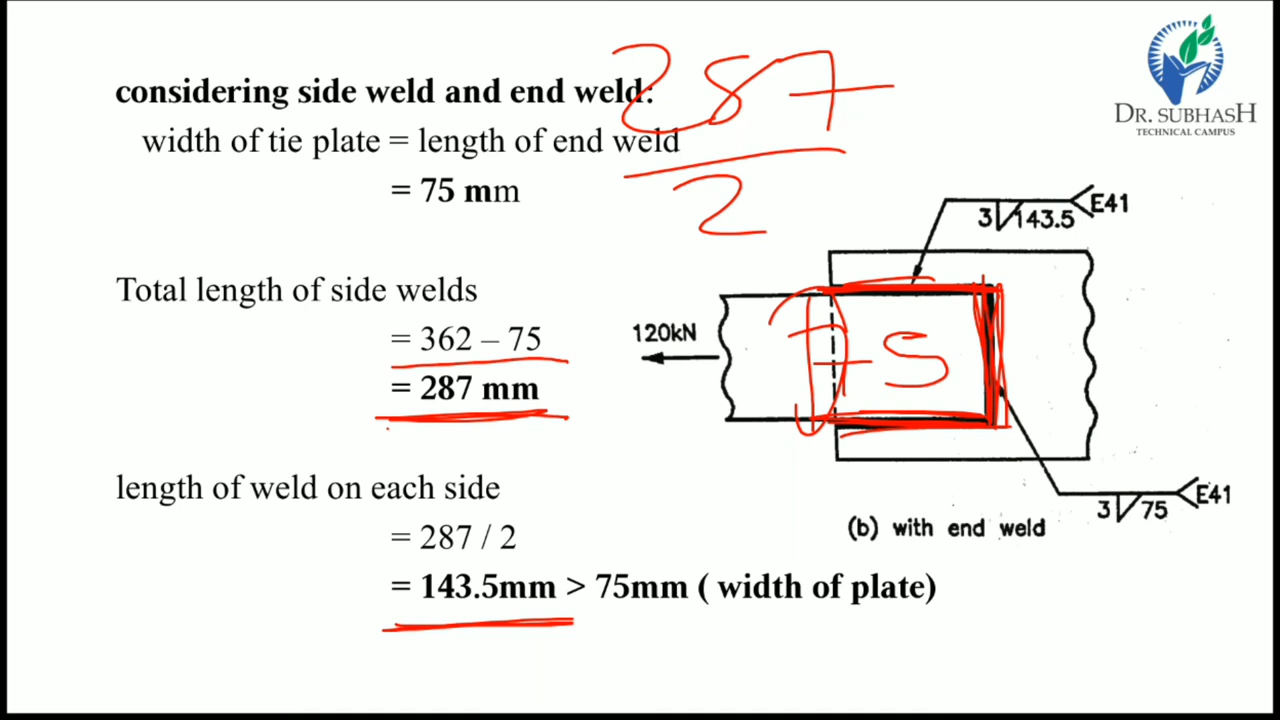 considering side weld and end weld:
width of tie plate = length of end weld
= 75 mm
287
2
DR. SUBHASH
TECHNICAL CAMPUS
Total length of side welds
= 362 – 75
= 287 mm
length of weld on each side
= 287 / 2
= 143.5mm > 75mm ( width of plate)
3 143.5 E41
120kN
75
3 75 E41
(b) with end weld